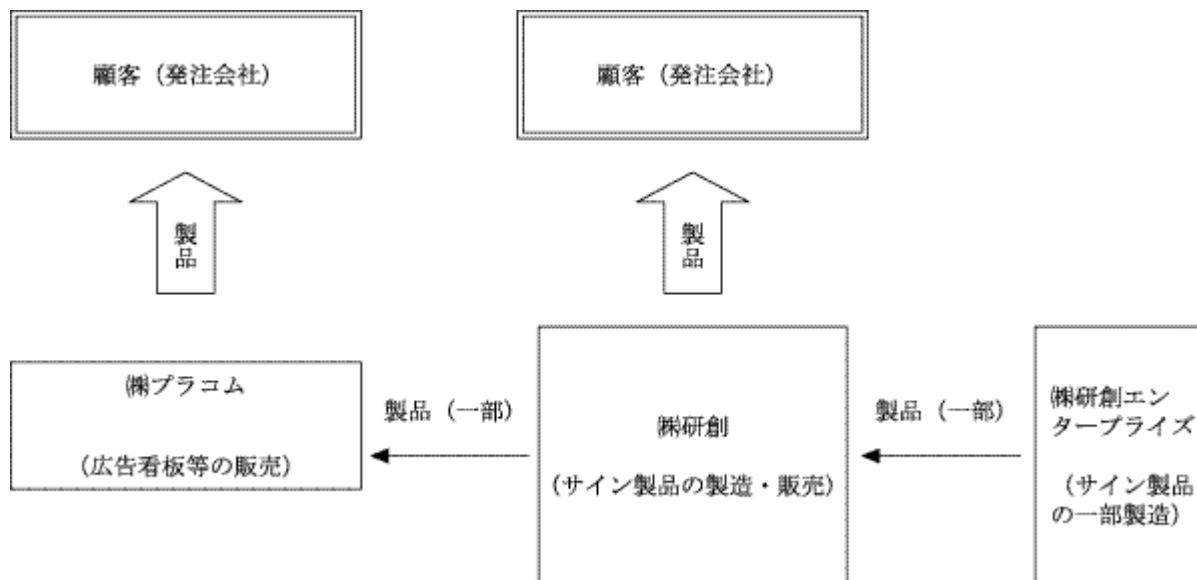 顧客（発注会社）
顧客（発注会社）
製品
製品
㈱プラコム
（広告看板等の販売）
製品（一部）
㈱研創
（サイン製品の製造・販売）
製品（一部）
㈱研創エン
タープライズ
（サイン製品
の一部製造）